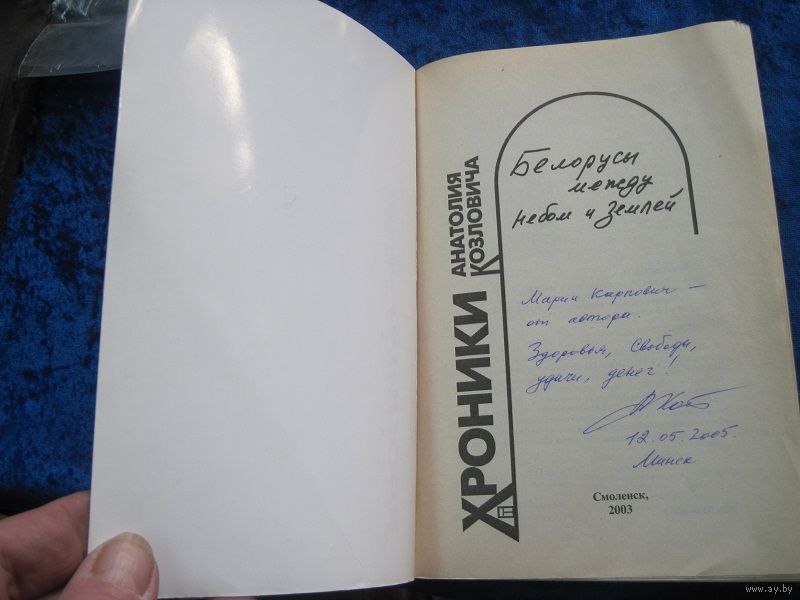 ХРОНИКИ
АНАТОЛИЯ
КОЗЛОВИЧА
Белорусы
между
небом и землей
Марии Карпович –
от автора.
Здоровья, Свободы,
удачи, денег!
12.05.2005.
Минск
Смоленск,
2003
www.ay.by